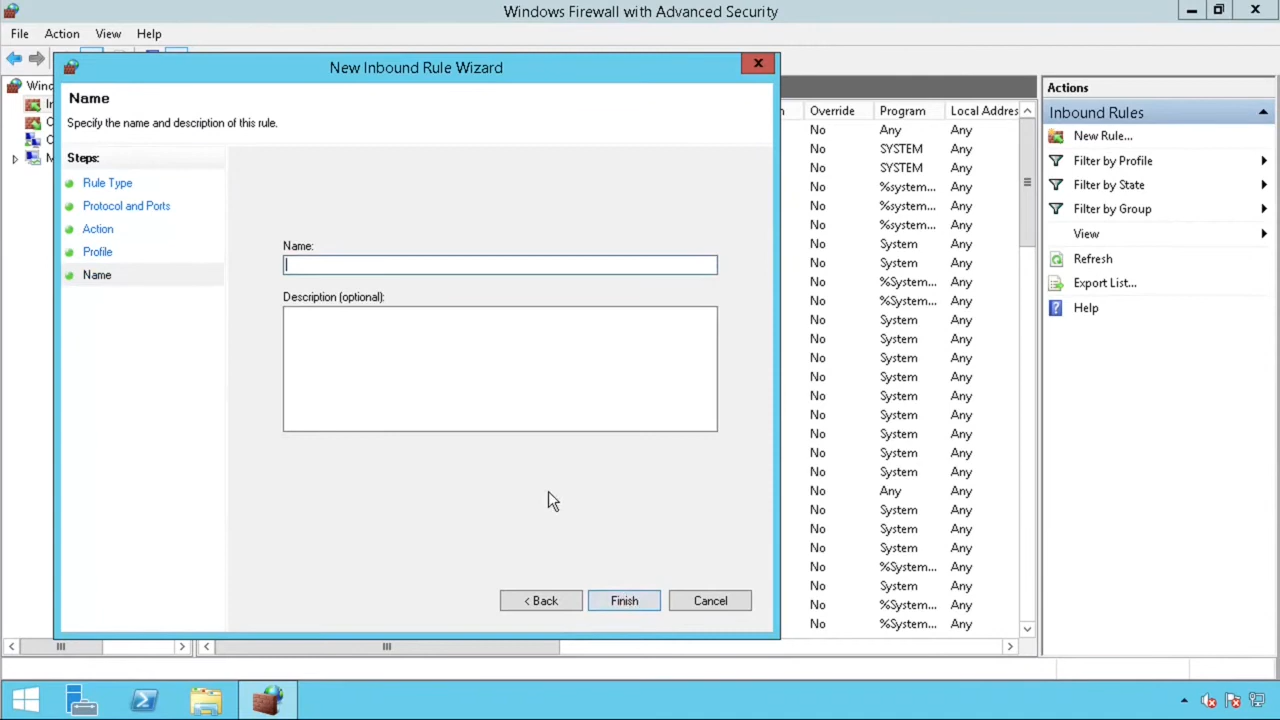 Windows Firewall with Advanced Security
File Action View Help
New Inbound Rule Wizard
Name
Specify the name and description of this rule.
Steps:
Rule Type
Protocol and Ports
Action
Profile
Name
Name:
Description (optional):
< Back Finish Cancel
Override Program Local Addres
No Any Any
No SYSTEM Any
No SYSTEM Any
No %system... Any
No %system... Any
No %system... Any
No System Any
No System Any
No %System... Any
No %System... Any
No System Any
No System Any
No System Any
No System Any
No System Any
No System Any
No System Any
No System Any
No System Any
No Any Any
No System Any
No System Any
No System Any
No %System... Any
No System Any
No %System... Any
No %System... Any
Actions
Inbound Rules
New Rule...
Filter by Profile
Filter by State
Filter by Group
View
Refresh
Export List...
Help